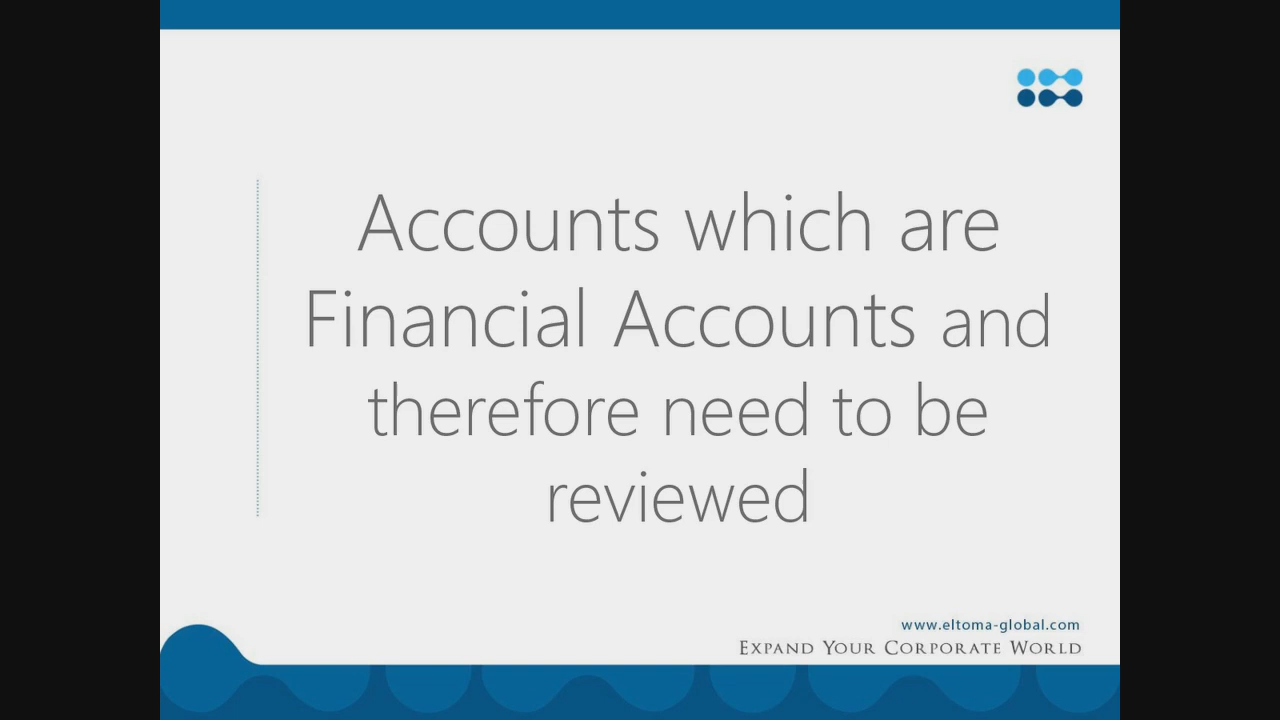 Accounts which are
Financial Accounts and
therefore need to be
reviewed
www.eltoma-global.com
Expand Your Corporate World